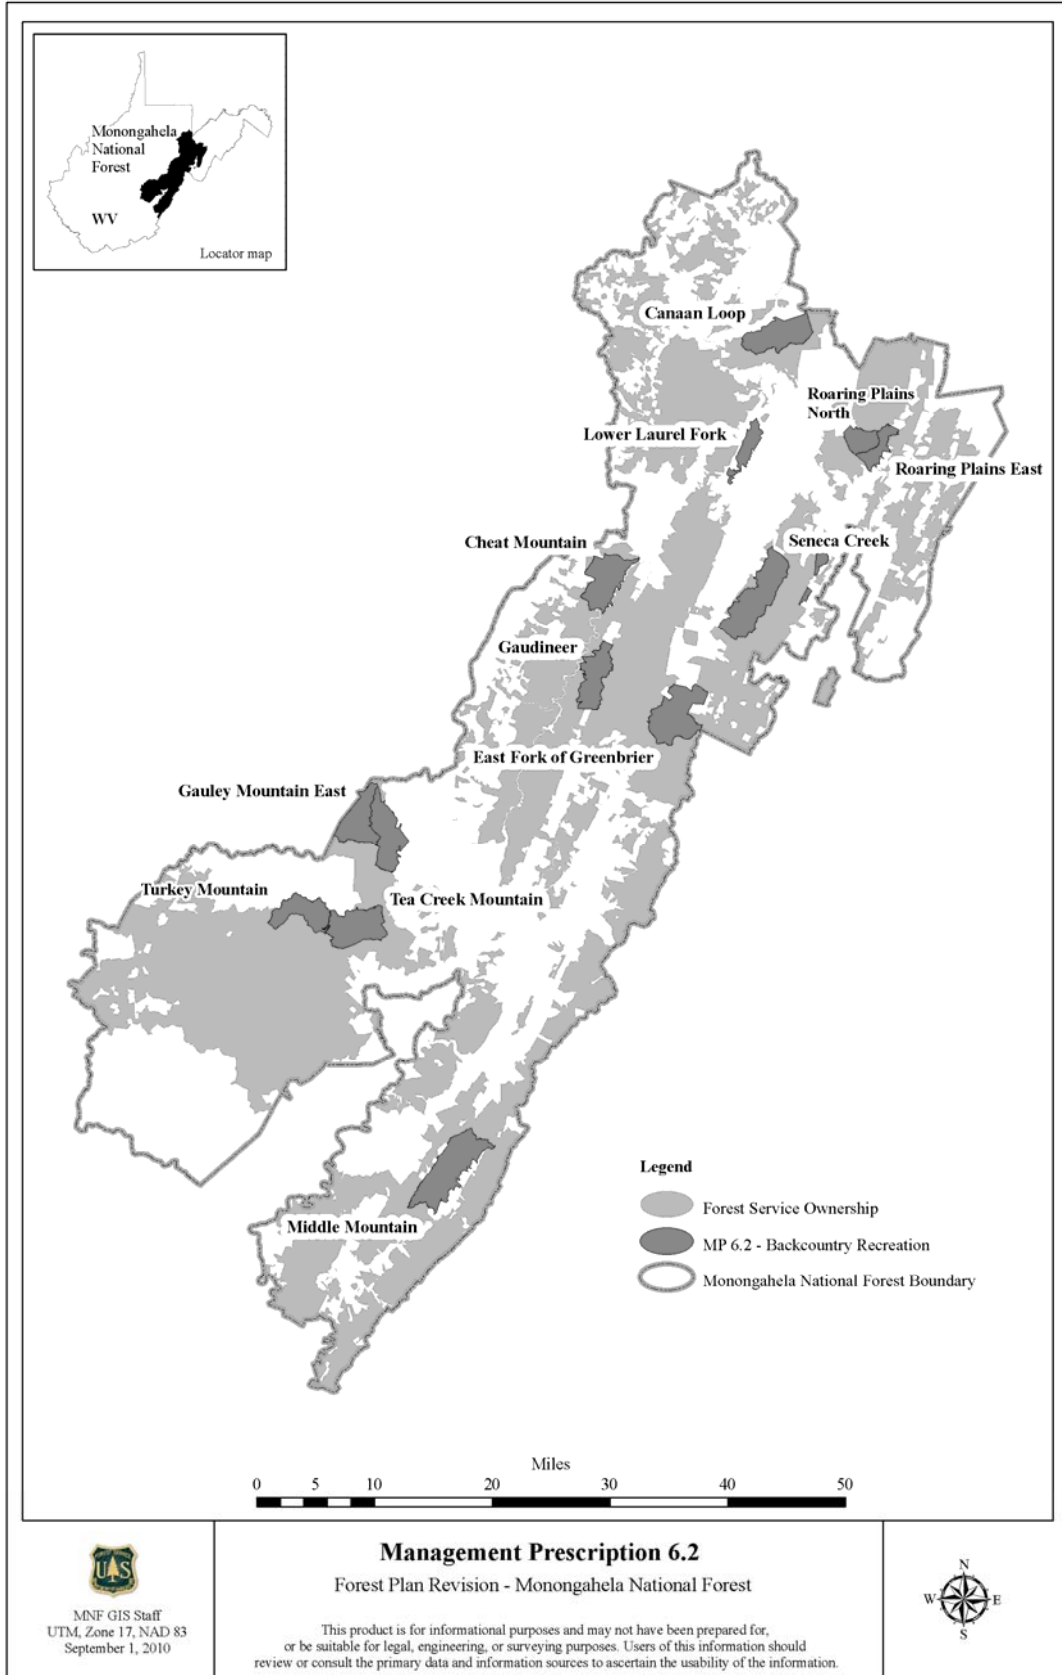 Monongahela
National
Forest
WV
Locator map
Canaan Loop
Roaring Plains
North
Lower Laurel Fork
Roaring Plains East
Cheat Mountain
Seneca Creek
Gaudineer
East Fork of Greenbrier
Gauley Mountain East
Turkey Mountain
Tea Creek Mountain
Middle Mountain
Legend
Forest Service Ownership
MP 6.2 - Backcountry Recreation
Monongahela National Forest Boundary
Miles
0 5 10 20 30 40 50
U S
MNF GIS Staff
UTM, Zone 17, NAD 83
September 1, 2010
Management Prescription 6.2
Forest Plan Revision - Monongahela National Forest
This product is for informational purposes and may not have been prepared for,
or be suitable for legal, engineering, or surveying purposes. Users of this information should
review or consult the primary data and information sources to ascertain the usability of the information.
N
W E
S